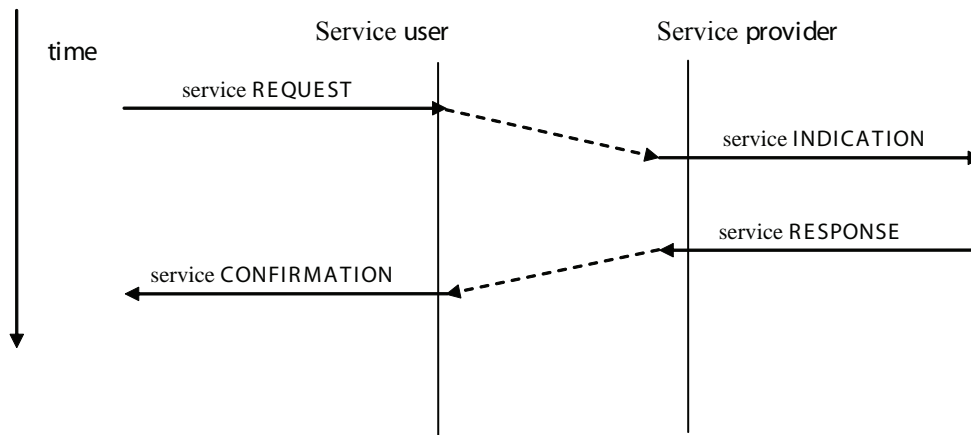 time
Service user
Service provider
service REQUEST
service INDICATION
service RESPONSE
service CONFIRMATION